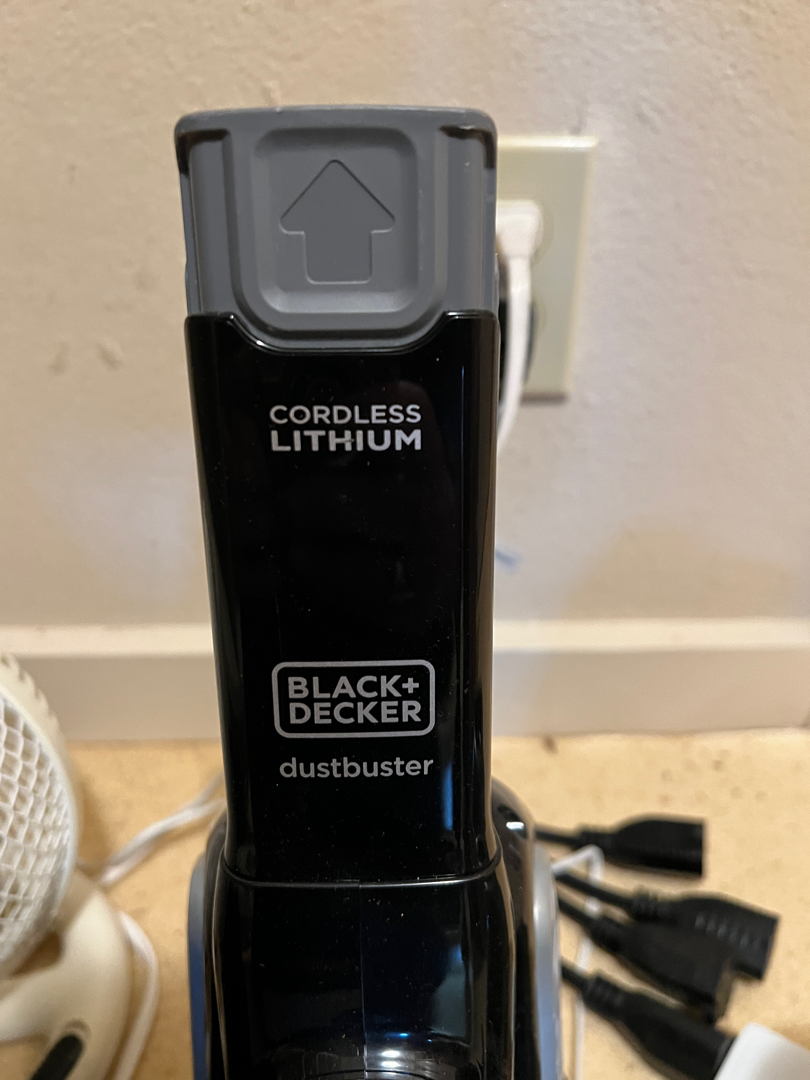 CORDLESS
LITHIUM
BLACK+
DECKER
dustbuster